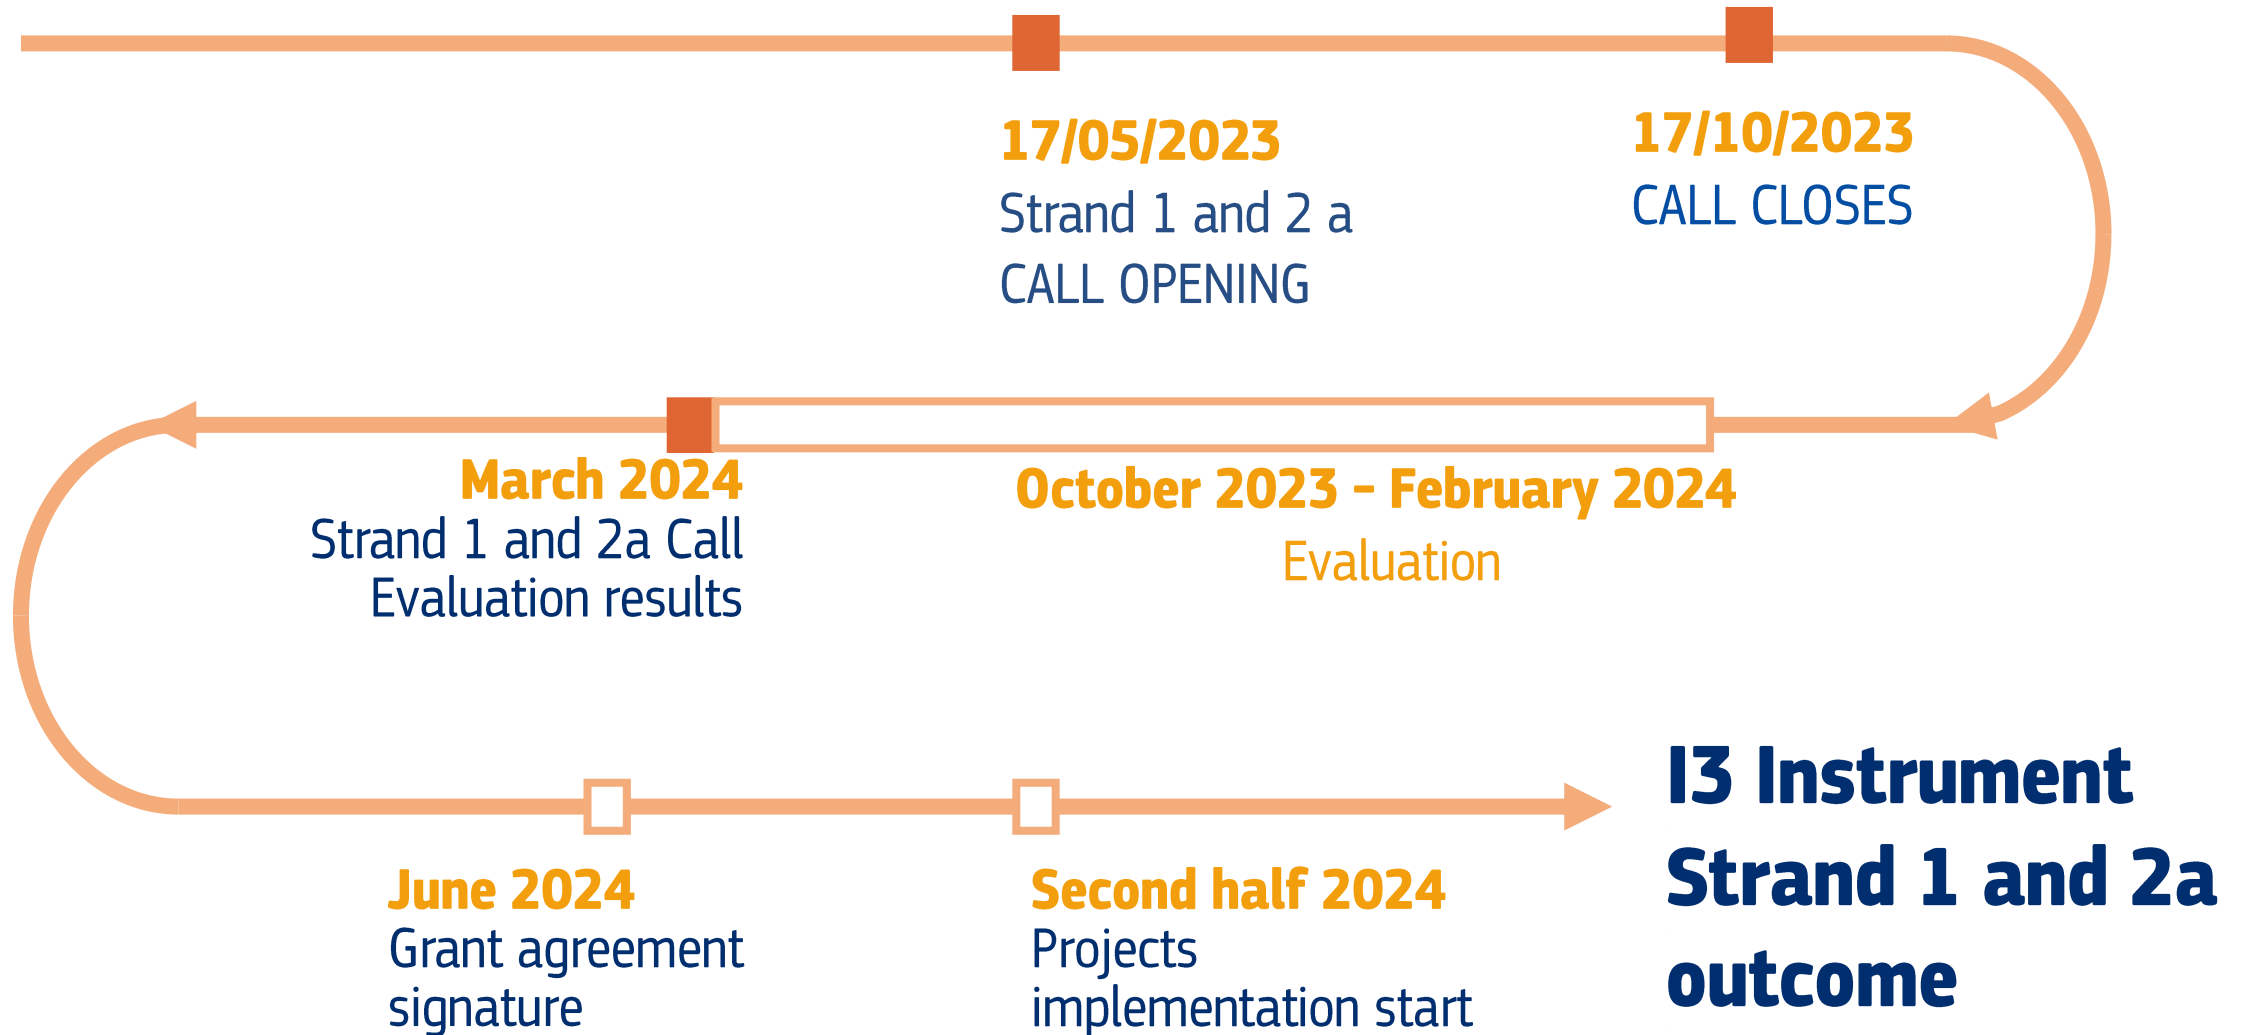 17/05/2023
Strand 1 and 2 a
CALL OPENING
17/10/2023
CALL CLOSES
October 2023 – February 2024
Evaluation
March 2024
Strand 1 and 2a Call
Evaluation results
June 2024
Grant agreement
signature
Second half 2024
Projects
implementation start
I3 Instrument
Strand 1 and 2a
outcome